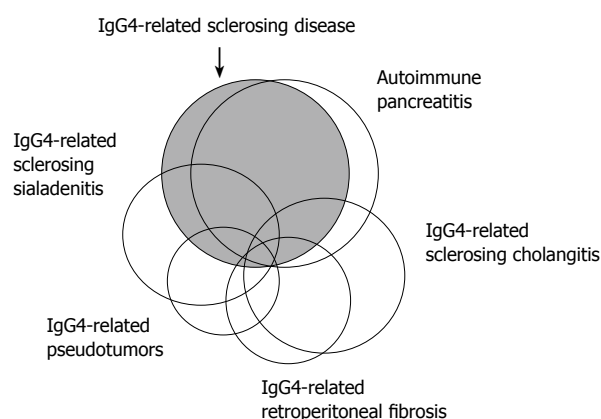 IgG4-related sclerosing disease
Autoimmune
pancreatitis
IgG4-related
sclerosing
sialadenitis
IgG4-related
sclerosing cholangitis
IgG4-related
pseudotumors
IgG4-related
retroperitoneal fibrosis